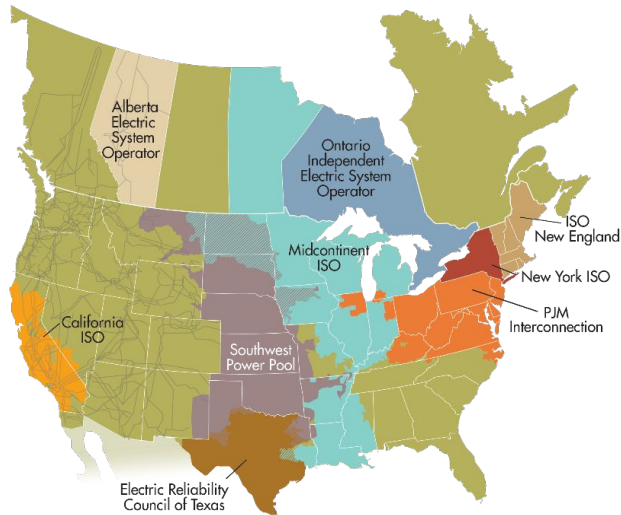 Alberta
Electric
System
Operator
Ontario
Independent
Electric System
Operator
ISO
New England
Midcontinent
ISO
New York ISO
PJM
Interconnection
California
ISO
Southwest
Power Pool
Electric Reliability
Council of Texas